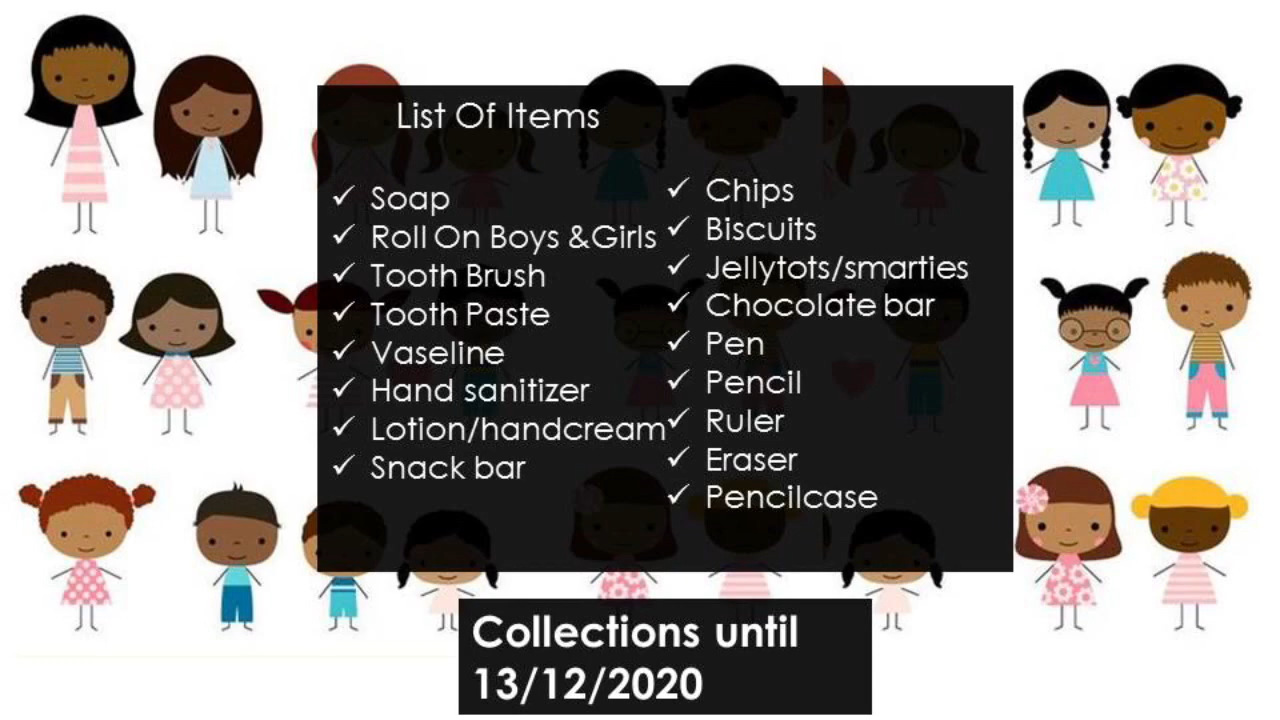 List Of Items
✓ Soap
✓ Roll On Boys &Girls
✓ Tooth Brush
✓ Tooth Paste
✓ Vaseline
✓ Hand sanitizer
✓ Lotion/handcream
✓ Snack bar
✓ Chips
✓ Biscuits
✓ Jellytots/smarties
✓ Chocolate bar
✓ Pen
✓ Pencil
✓ Ruler
✓ Eraser
✓ Pencilcase
Collections until
13/12/2020